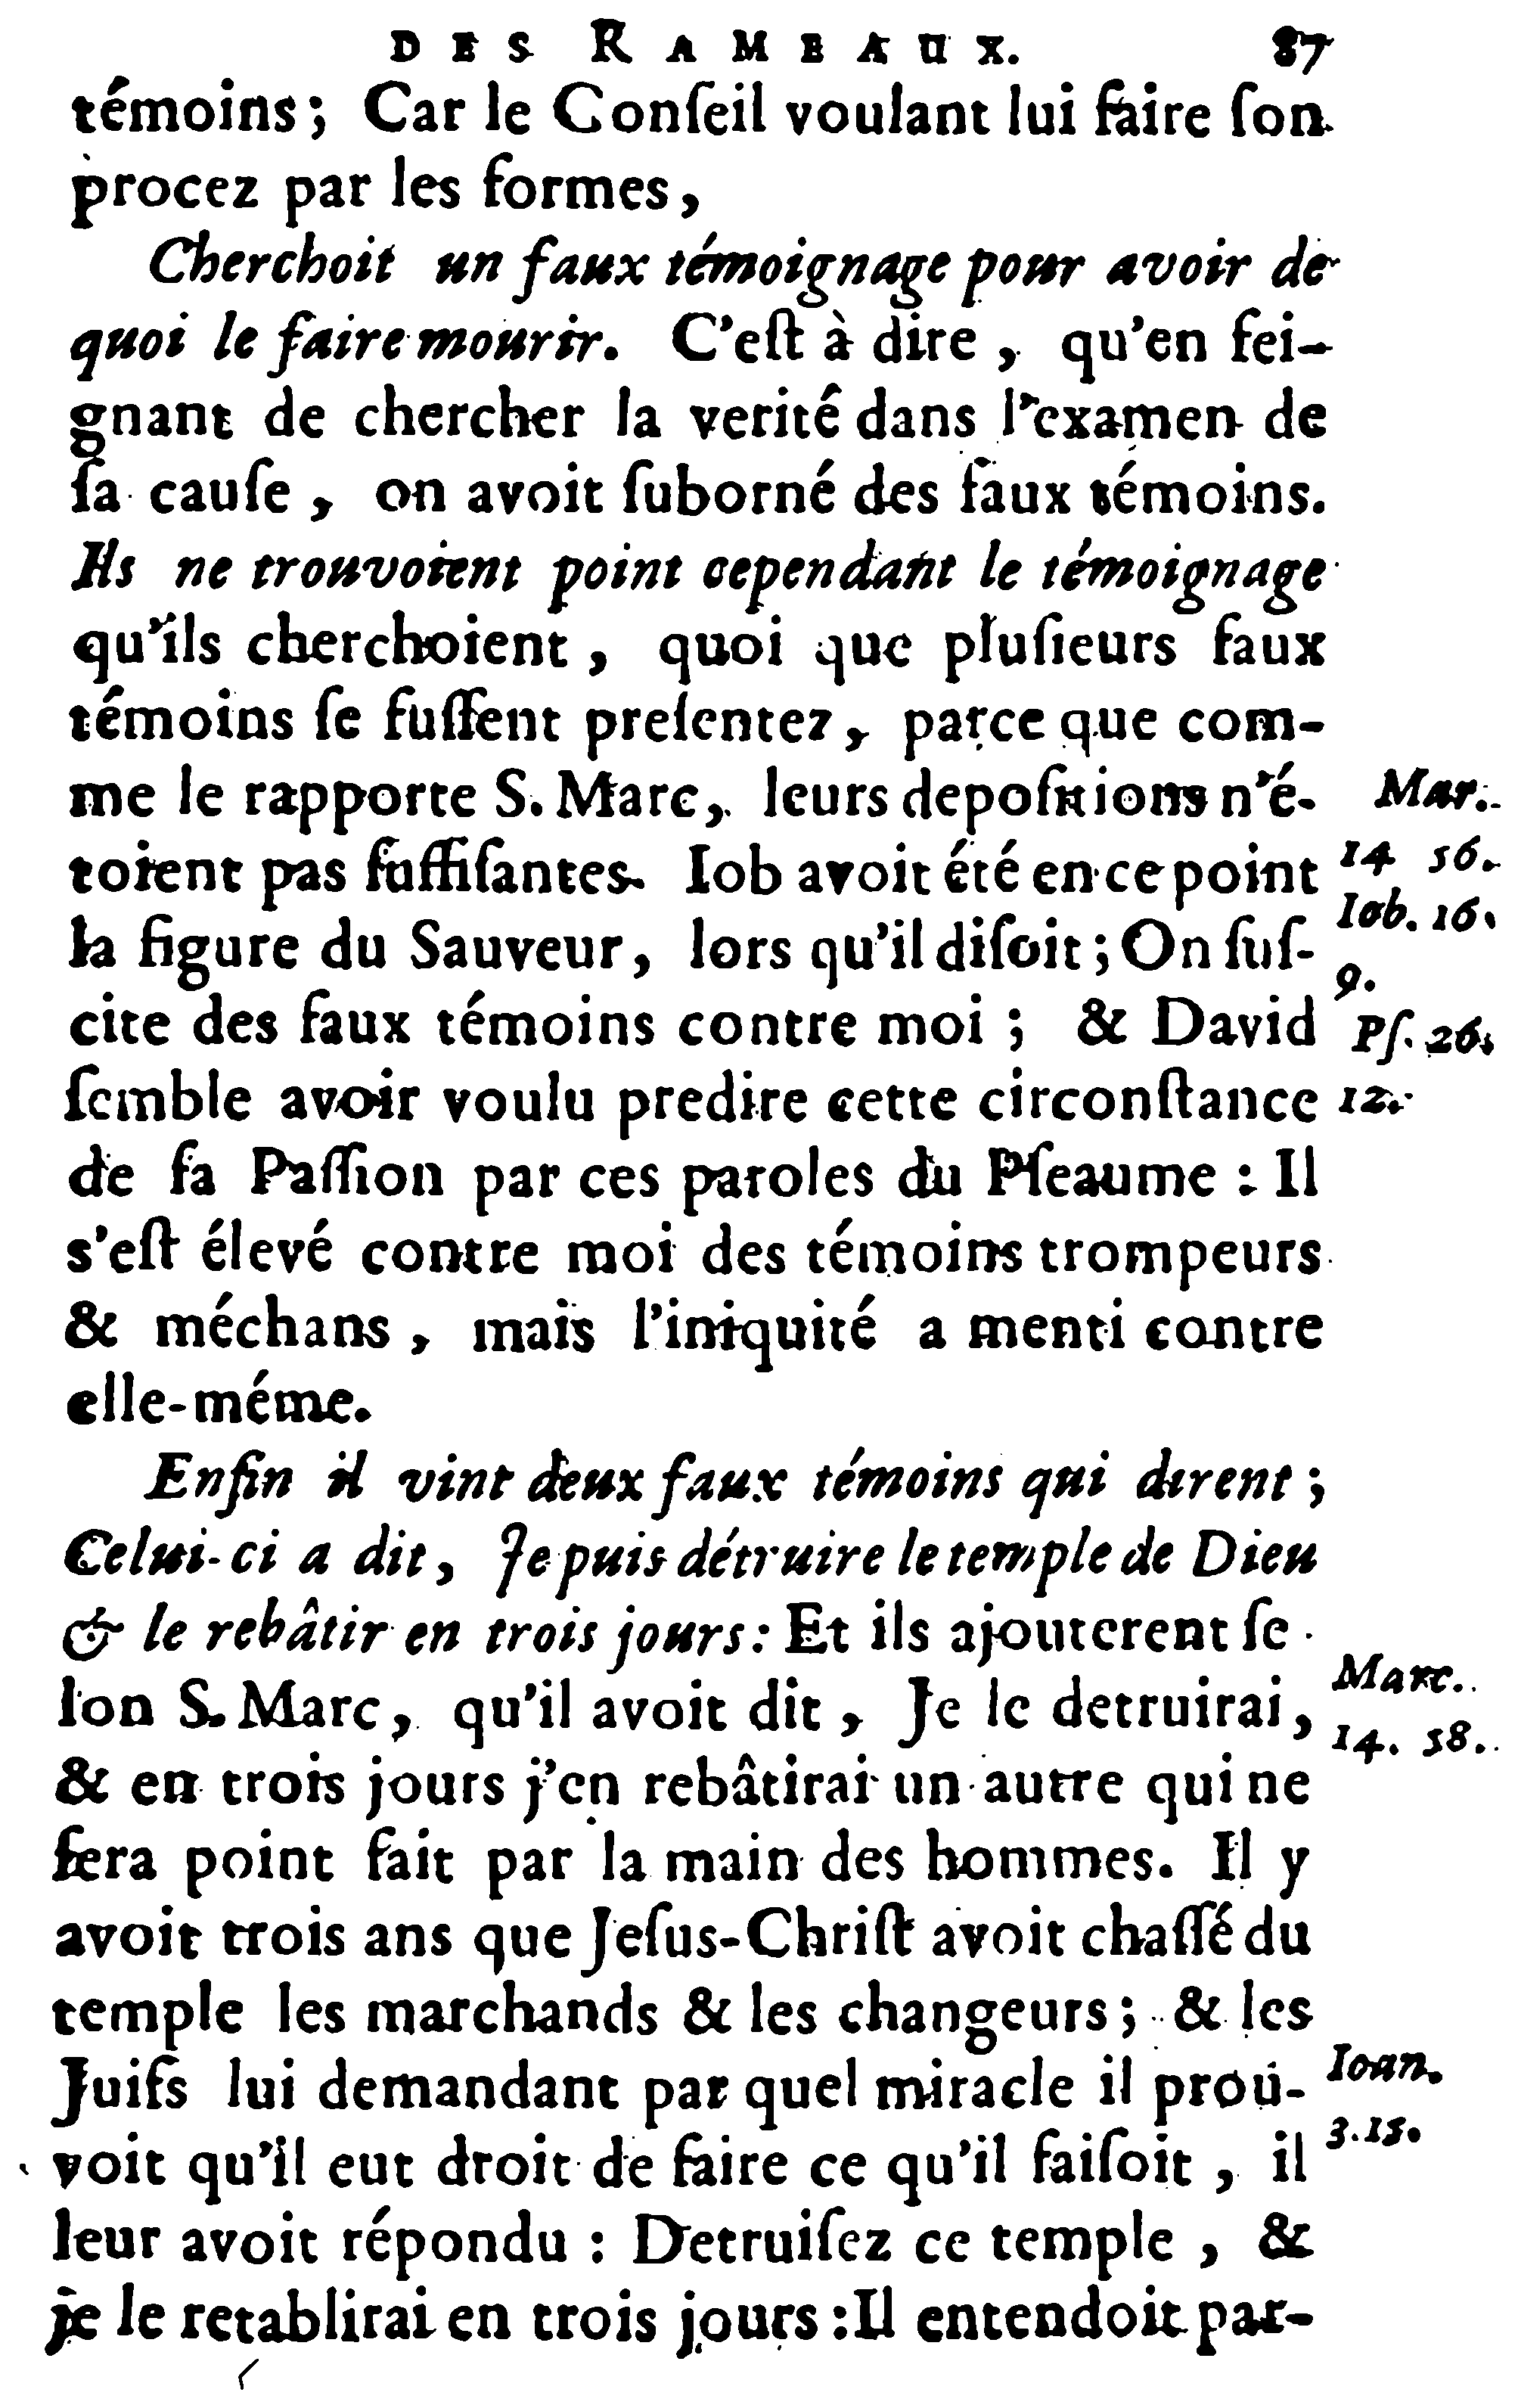 DES RAMEAUX. 87
témoins ; Car le Conſeil voulant lui faire ſon
procez par les formes,
Cherchoit un faux témoignage pour avoir de
quoi le faire mourir. C'eſt à dire, qu'en fei-
gnant de chercher la verité dans l'examen de
ſa cauſe, on avoit ſuborné des faux témoins.
Ils ne trouvoient point cependant le témoignage
qu'ils cherchoient, quoi que pluſieurs faux
témoins ſe fuſſent preſentez, parce que com-
me le rapporte S. Marc, leurs depoſitions n'é-
Mar.
toient pas ſuffiſantes. Iob avoit été en ce point
14 56.
la figure du Sauveur, lors qu'il diſoit ; On ſuſ-
Iob. 16.
9.
cite des faux témoins contre moi ; & David
Pſ. 26.
ſemble avoir voulu predire cette circonſtance
12.
de ſa Paſſion par ces paroles du Pſeaume : Il
s'eſt élevé contre moi des témoins trompeurs
& méchans, mais l'iniquité a menti contre
elle-méme.
Enfin il vint deux faux témoins qui dirent ;
Celui-ci a dit, Je puis détruire le temple de Dieu
& le rebâtir en trois jours : Et ils ajouterent ſe
lon S. Marc, qu'il avoit dit, Je le detruirai,
Marc.
14. 58.
& en trois jours j'en rebâtirai un autre qui ne
ſera point fait par la main des hommes. Il y
avoit trois ans que Jeſus-Chriſt avoit chaſſé du
temple les marchands & les changeurs ; & les
Juifs lui demandant par quel miracle il prou-
Ioan.
3.15.
voit qu'il eut droit de faire ce qu'il faiſoit, il
leur avoit répondu : Detruiſez ce temple, &
je le retablirai en trois jours : Il entendoit par-